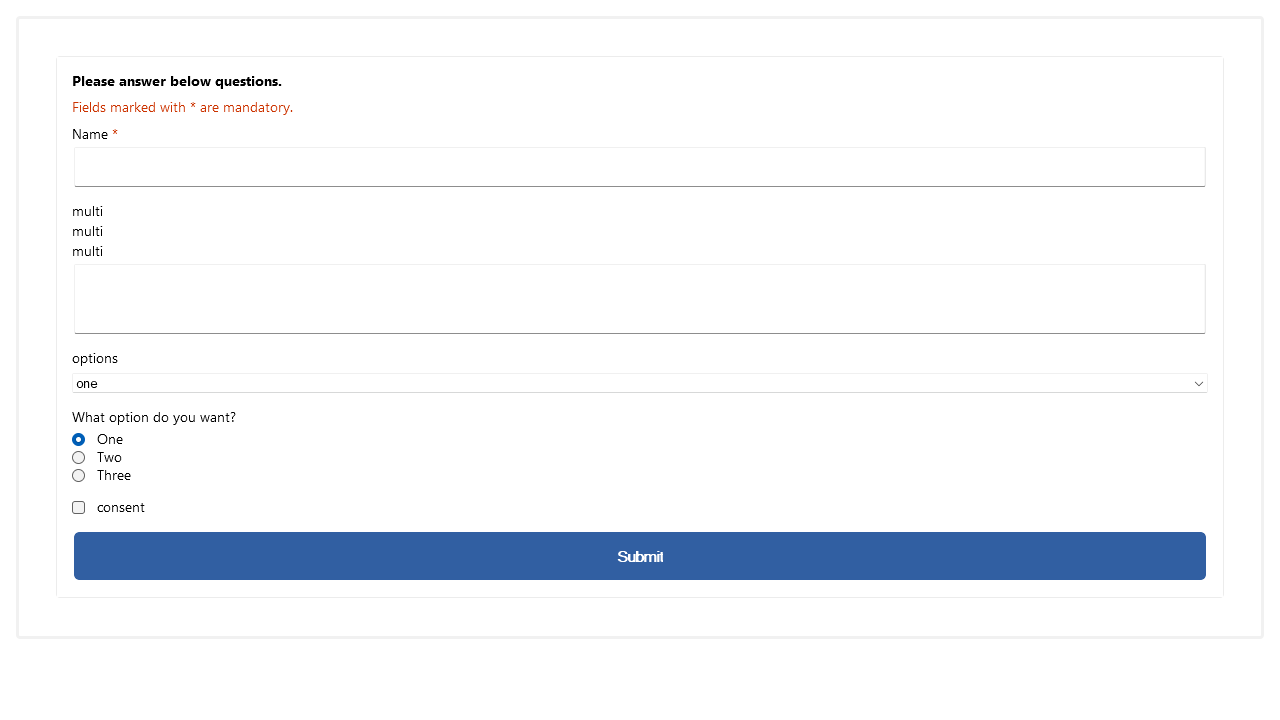 Please answer below questions.
Fields marked with * are mandatory.
Name *
multi
multi
multi
options
one
What option do you want?
One
Two
Three
consent
Submit